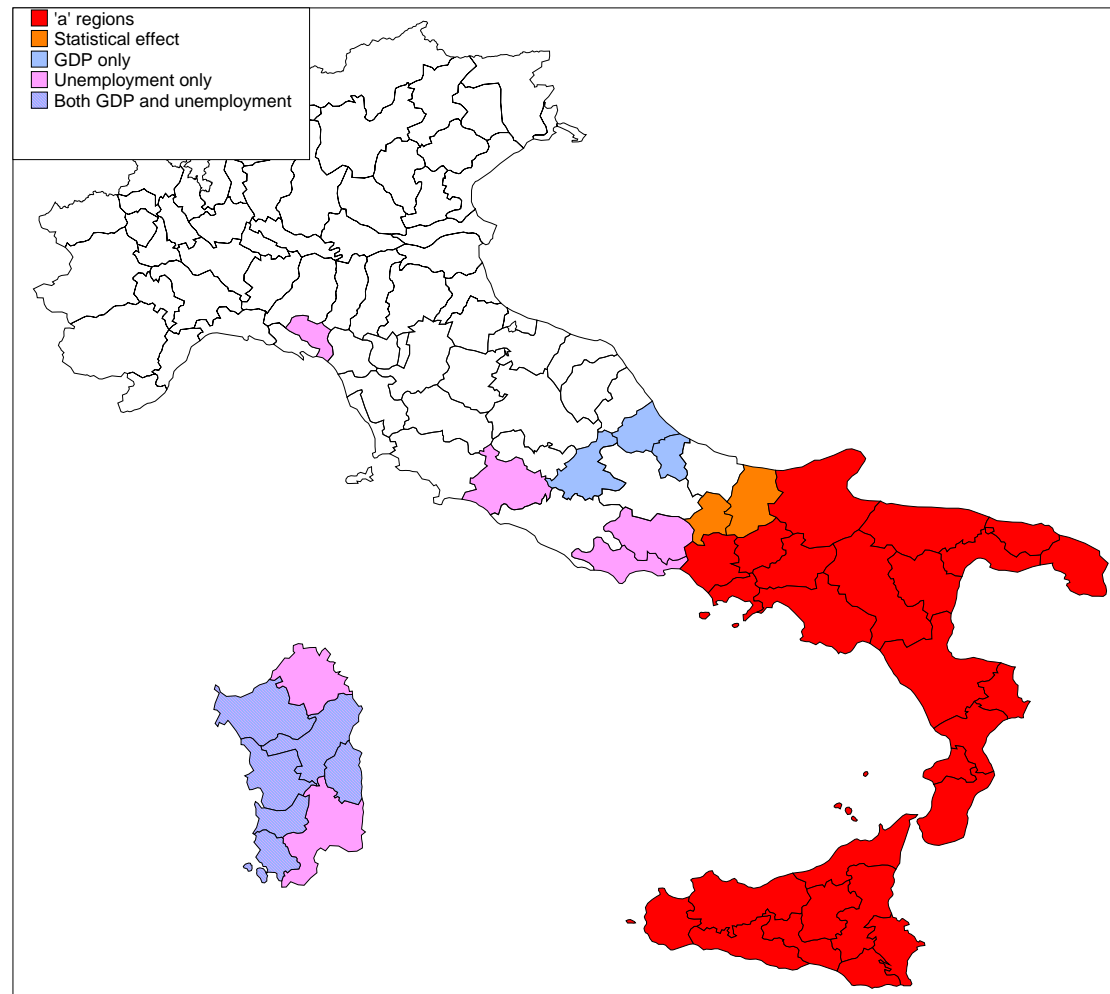 'a' regions
Statistical effect
GDP only
Unemployment only
Both GDP and unemployment